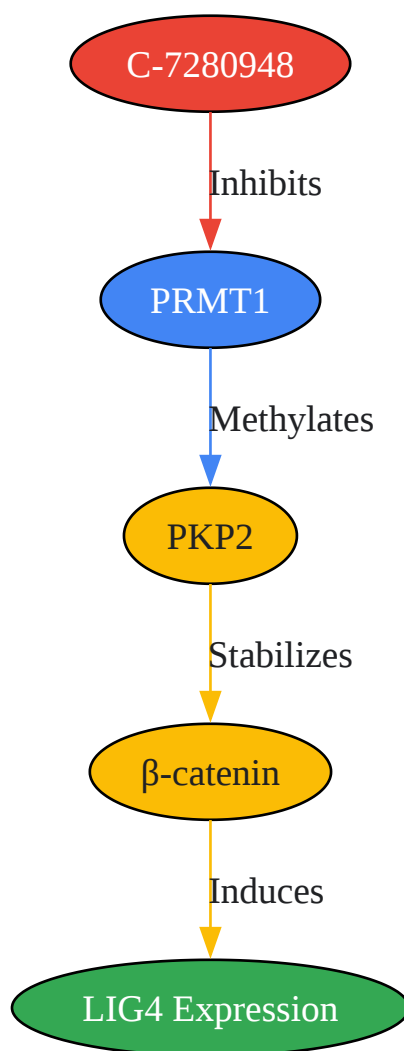 C-7280948
Inhibits
PRMT1
Methylates
PKP2
Stabilizes
β-catenin
Induces
LIG4 Expression